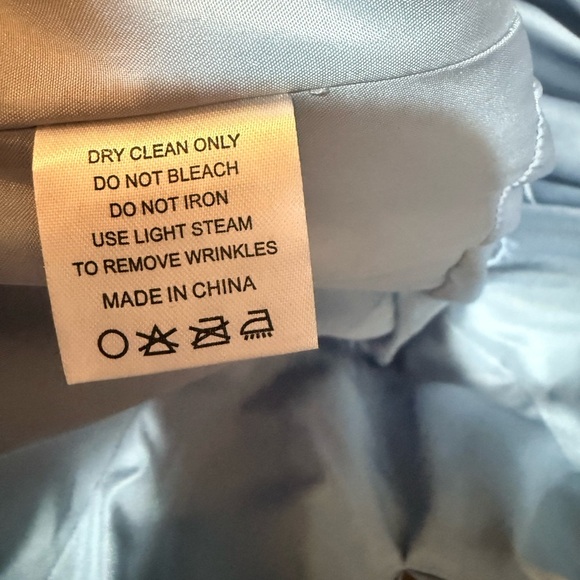 DRY CLEAN ONLY
DO NOT BLEACH
DO NOT IRON
USE LIGHT STEAM
TO REMOVE WRINKLES
MADE IN CHINA